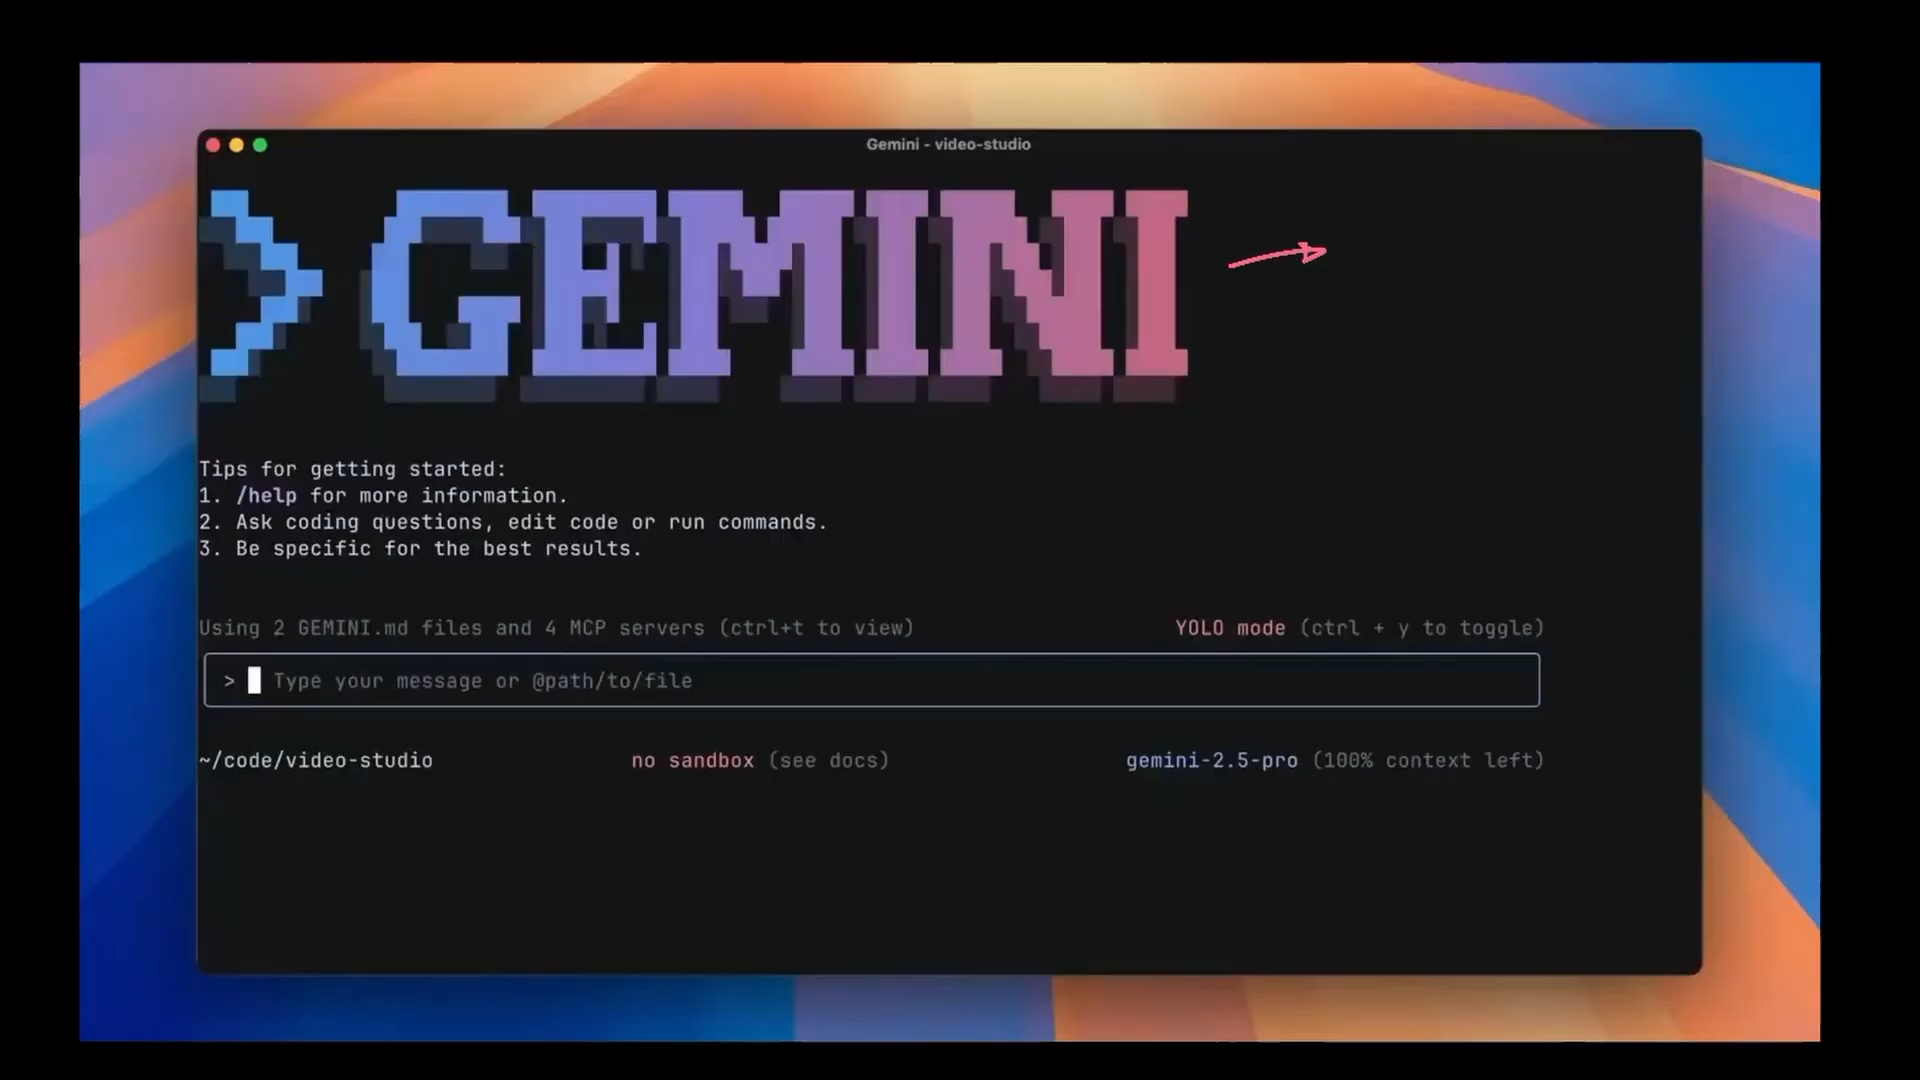 Gemini - video-studio
> GEMINI
Tips for getting started:
1. /help for more information.
2. Ask coding questions, edit code or run commands.
3. Be specific for the best results.
Using 2 GEMINI.md files and 4 MCP servers (ctrl+t to view) YOLO mode (ctrl + y to toggle)
> Type your message or @path/to/file
~/code/video-studio no sandbox (see docs) gemini-2.5-pro (100% context left)